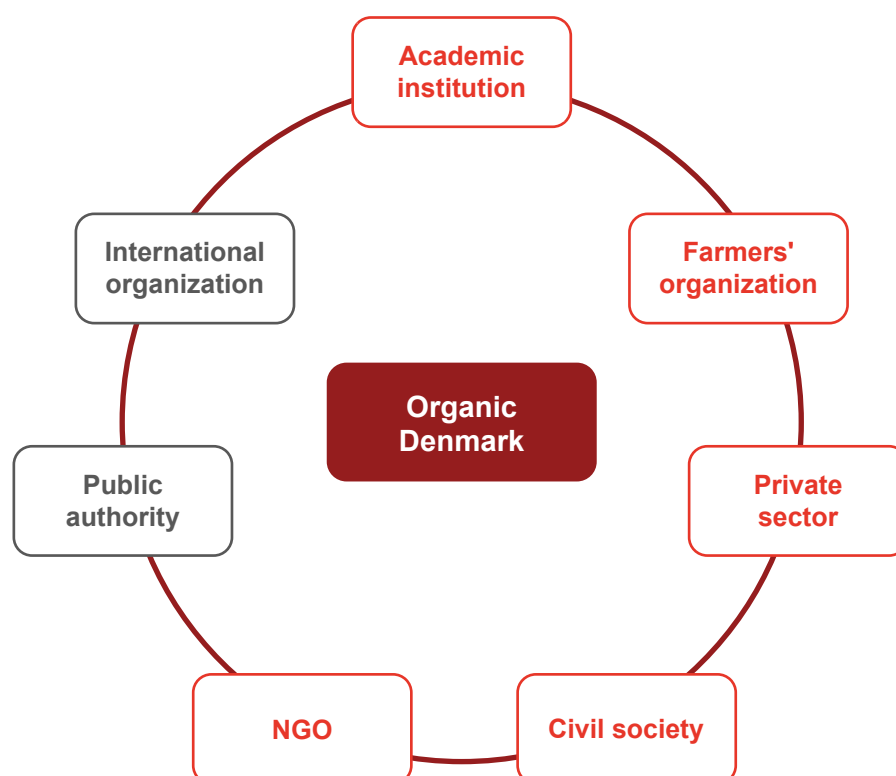 Academic
institution
International
organization
Farmers'
organization
Organic
Denmark
Public
authority
Private
sector
NGO
Civil society